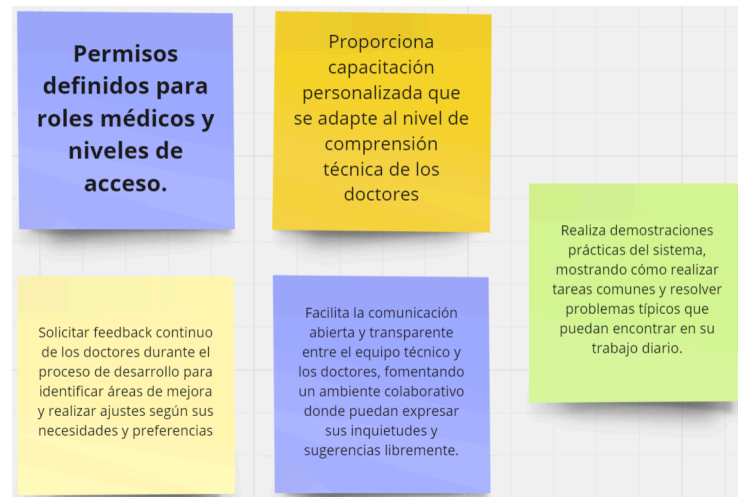 Permisos
definidos para
roles médicos y
niveles de
acceso.
Proporciona
capacitación
personalizada que
se adapte al nivel de
comprensión
técnica de los
doctores
Realiza demostraciones
prácticas del sistema,
mostrando cómo realizar
tareas comunes y resolver
problemas típicos que
puedan encontrar en su
trabajo diario.
Solicitar feedback continuo
de los doctores durante el
proceso de desarrollo para
identificar áreas de mejora
y realizar ajustes según sus
necesidades y preferencias
Facilita la comunicación
abierta y transparente
entre el equipo técnico y
los doctores, fomentando
un ambiente colaborativo
donde puedan expresar
sus inquietudes y
sugerencias libremente.